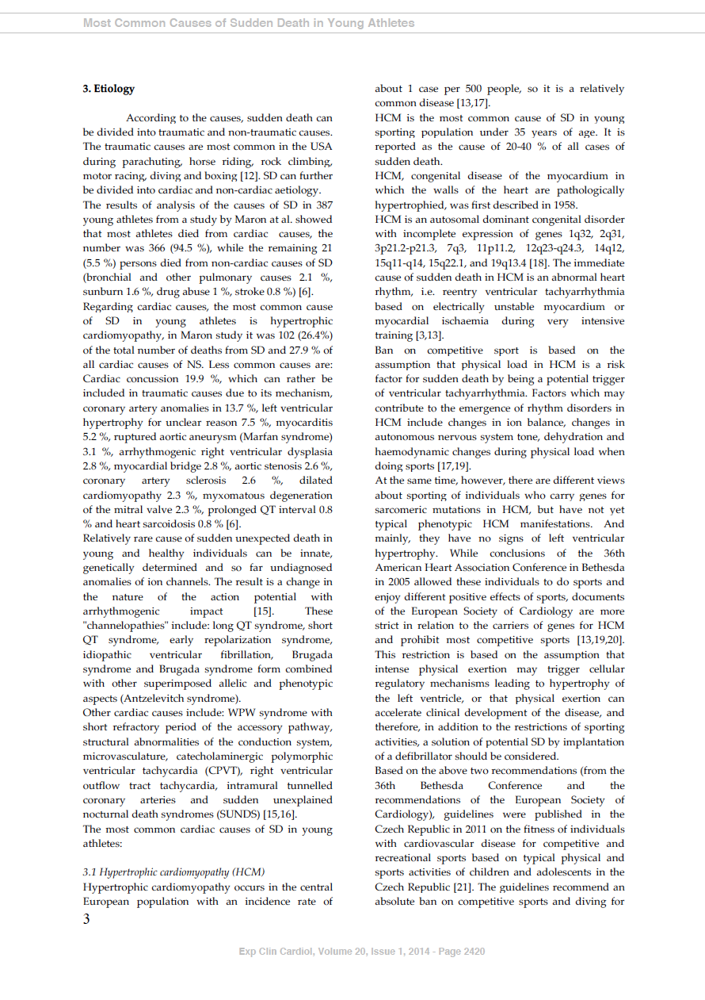 Most Common Causes of Sudden Death in Young Athletes
3. Etiology
According to the causes, sudden death can
be divided into traumatic and non-traumatic causes.
The traumatic causes are most common in the USA
during parachuting, horse riding, rock climbing,
motor racing, diving and boxing [12]. SD can further
be divided into cardiac and non-cardiac aetiology.
The results of analysis of the causes of SD in 387
young athletes from a study by Maron at al. showed
that most athletes died from cardiac causes, the
number was 366 (94.5 %), while the remaining 21
(5.5 %) persons died from non-cardiac causes of SD
(bronchial and other pulmonary causes 2.1 %,
sunburn 1.6 %, drug abuse 1 %, stroke 0.8 %) [6].
Regarding cardiac causes, the most common cause
of SD in young athletes is hypertrophic
cardiomyopathy, in Maron study it was 102 (26.4%)
of the total number of deaths from SD and 27.9 % of
all cardiac causes of NS. Less common causes are:
Cardiac concussion 19.9 %, which can rather be
included in traumatic causes due to its mechanism,
coronary artery anomalies in 13.7 %, left ventricular
hypertrophy for unclear reason 7.5 %, myocarditis
5.2 %, ruptured aortic aneurysm (Marfan syndrome)
3.1 %, arrhythmogenic right ventricular dysplasia
2.8 %, myocardial bridge 2.8 %, aortic stenosis 2.6 %,
coronary artery sclerosis 2.6 %, dilated
cardiomyopathy 2.3 %, myxomatous degeneration
of the mitral valve 2.3 %, prolonged QT interval 0.8
% and heart sarcoidosis 0.8 % [6].
Relatively rare cause of sudden unexpected death in
young and healthy individuals can be innate,
genetically determined and so far undiagnosed
anomalies of ion channels. The result is a change in
the nature of the action potential with
arrhythmogenic impact [15]. These
"channelopathies" include: long QT syndrome, short
QT syndrome, early repolarization syndrome,
idiopathic ventricular fibrillation, Brugada
syndrome and Brugada syndrome form combined
with other superimposed allelic and phenotypic
aspects (Antzelevitch syndrome).
Other cardiac causes include: WPW syndrome with
short refractory period of the accessory pathway,
structural abnormalities of the conduction system,
microvasculature, catecholaminergic polymorphic
ventricular tachycardia (CPVT), right ventricular
outflow tract tachycardia, intramural tunnelled
coronary arteries and sudden unexplained
nocturnal death syndromes (SUNDS) [15,16].
The most common cardiac causes of SD in young
athletes:
3.1 Hypertrophic cardiomyopathy (HCM)
Hypertrophic cardiomyopathy occurs in the central
European population with an incidence rate of
about 1 case per 500 people, so it is a relatively
common disease [13,17].
HCM is the most common cause of SD in young
sporting population under 35 years of age. It is
reported as the cause of 20-40 % of all cases of
sudden death.
HCM, congenital disease of the myocardium in
which the walls of the heart are pathologically
hypertrophied, was first described in 1958.
HCM is an autosomal dominant congenital disorder
with incomplete expression of genes 1q32, 2q31,
3p21.2-p21.3, 7q3, 11p11.2, 12q23-q24.3, 14q12,
15q11-q14, 15q22.1, and 19q13.4 [18]. The immediate
cause of sudden death in HCM is an abnormal heart
rhythm, i.e. reentry ventricular tachyarrhythmia
based on electrically unstable myocardium or
myocardial ischaemia during very intensive
training [3,13].
Ban on competitive sport is based on the
assumption that physical load in HCM is a risk
factor for sudden death by being a potential trigger
of ventricular tachyarrhythmia. Factors which may
contribute to the emergence of rhythm disorders in
HCM include changes in ion balance, changes in
autonomous nervous system tone, dehydration and
haemodynamic changes during physical load when
doing sports [17,19].
At the same time, however, there are different views
about sporting of individuals who carry genes for
sarcomeric mutations in HCM, but have not yet
typical phenotypic HCM manifestations. And
mainly, they have no signs of left ventricular
hypertrophy. While conclusions of the 36th
American Heart Association Conference in Bethesda
in 2005 allowed these individuals to do sports and
enjoy different positive effects of sports, documents
of the European Society of Cardiology are more
strict in relation to the carriers of genes for HCM
and prohibit most competitive sports [13,19,20].
This restriction is based on the assumption that
intense physical exertion may trigger cellular
regulatory mechanisms leading to hypertrophy of
the left ventricle, or that physical exertion can
accelerate clinical development of the disease, and
therefore, in addition to the restrictions of sporting
activities, a solution of potential SD by implantation
of a defibrillator should be considered.
Based on the above two recommendations (from the
36th Bethesda Conference and the
recommendations of the European Society of
Cardiology), guidelines were published in the
Czech Republic in 2011 on the fitness of individuals
with cardiovascular disease for competitive and
recreational sports based on typical physical and
sports activities of children and adolescents in the
Czech Republic [21]. The guidelines recommend an
absolute ban on competitive sports and diving for
3
Exp Clin Cardiol, Volume 20, Issue 1, 2014 - Page 2420